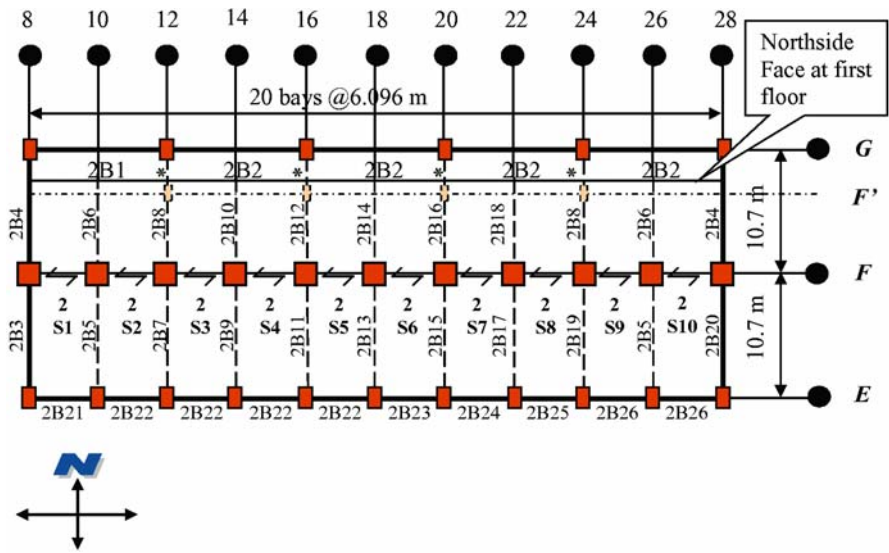 8 10 12 14 16 18 20 22 24 26 28
Northside
Face at first
floor
20 bays @6.096 m
G
2B1 * 2B2 * 2B2 * 2B2 * 2B2
F’
2B4 2B6 2B8 2B10 2B12 2B14 2B16 2B18 2B8 2B6 2B4
10.7 m
F
2 2 2 2 2 2 2 2 2 2
S1 S2 S3 S4 S5 S6 S7 S8 S9 S10
2B3 2B5 2B7 2B9 2B11 2B13 2B15 2B17 2B19 2B5 2B20
10.7 m
E
2B21 2B22 2B22 2B22 2B22 2B23 2B24 2B25 2B26 2B26
N